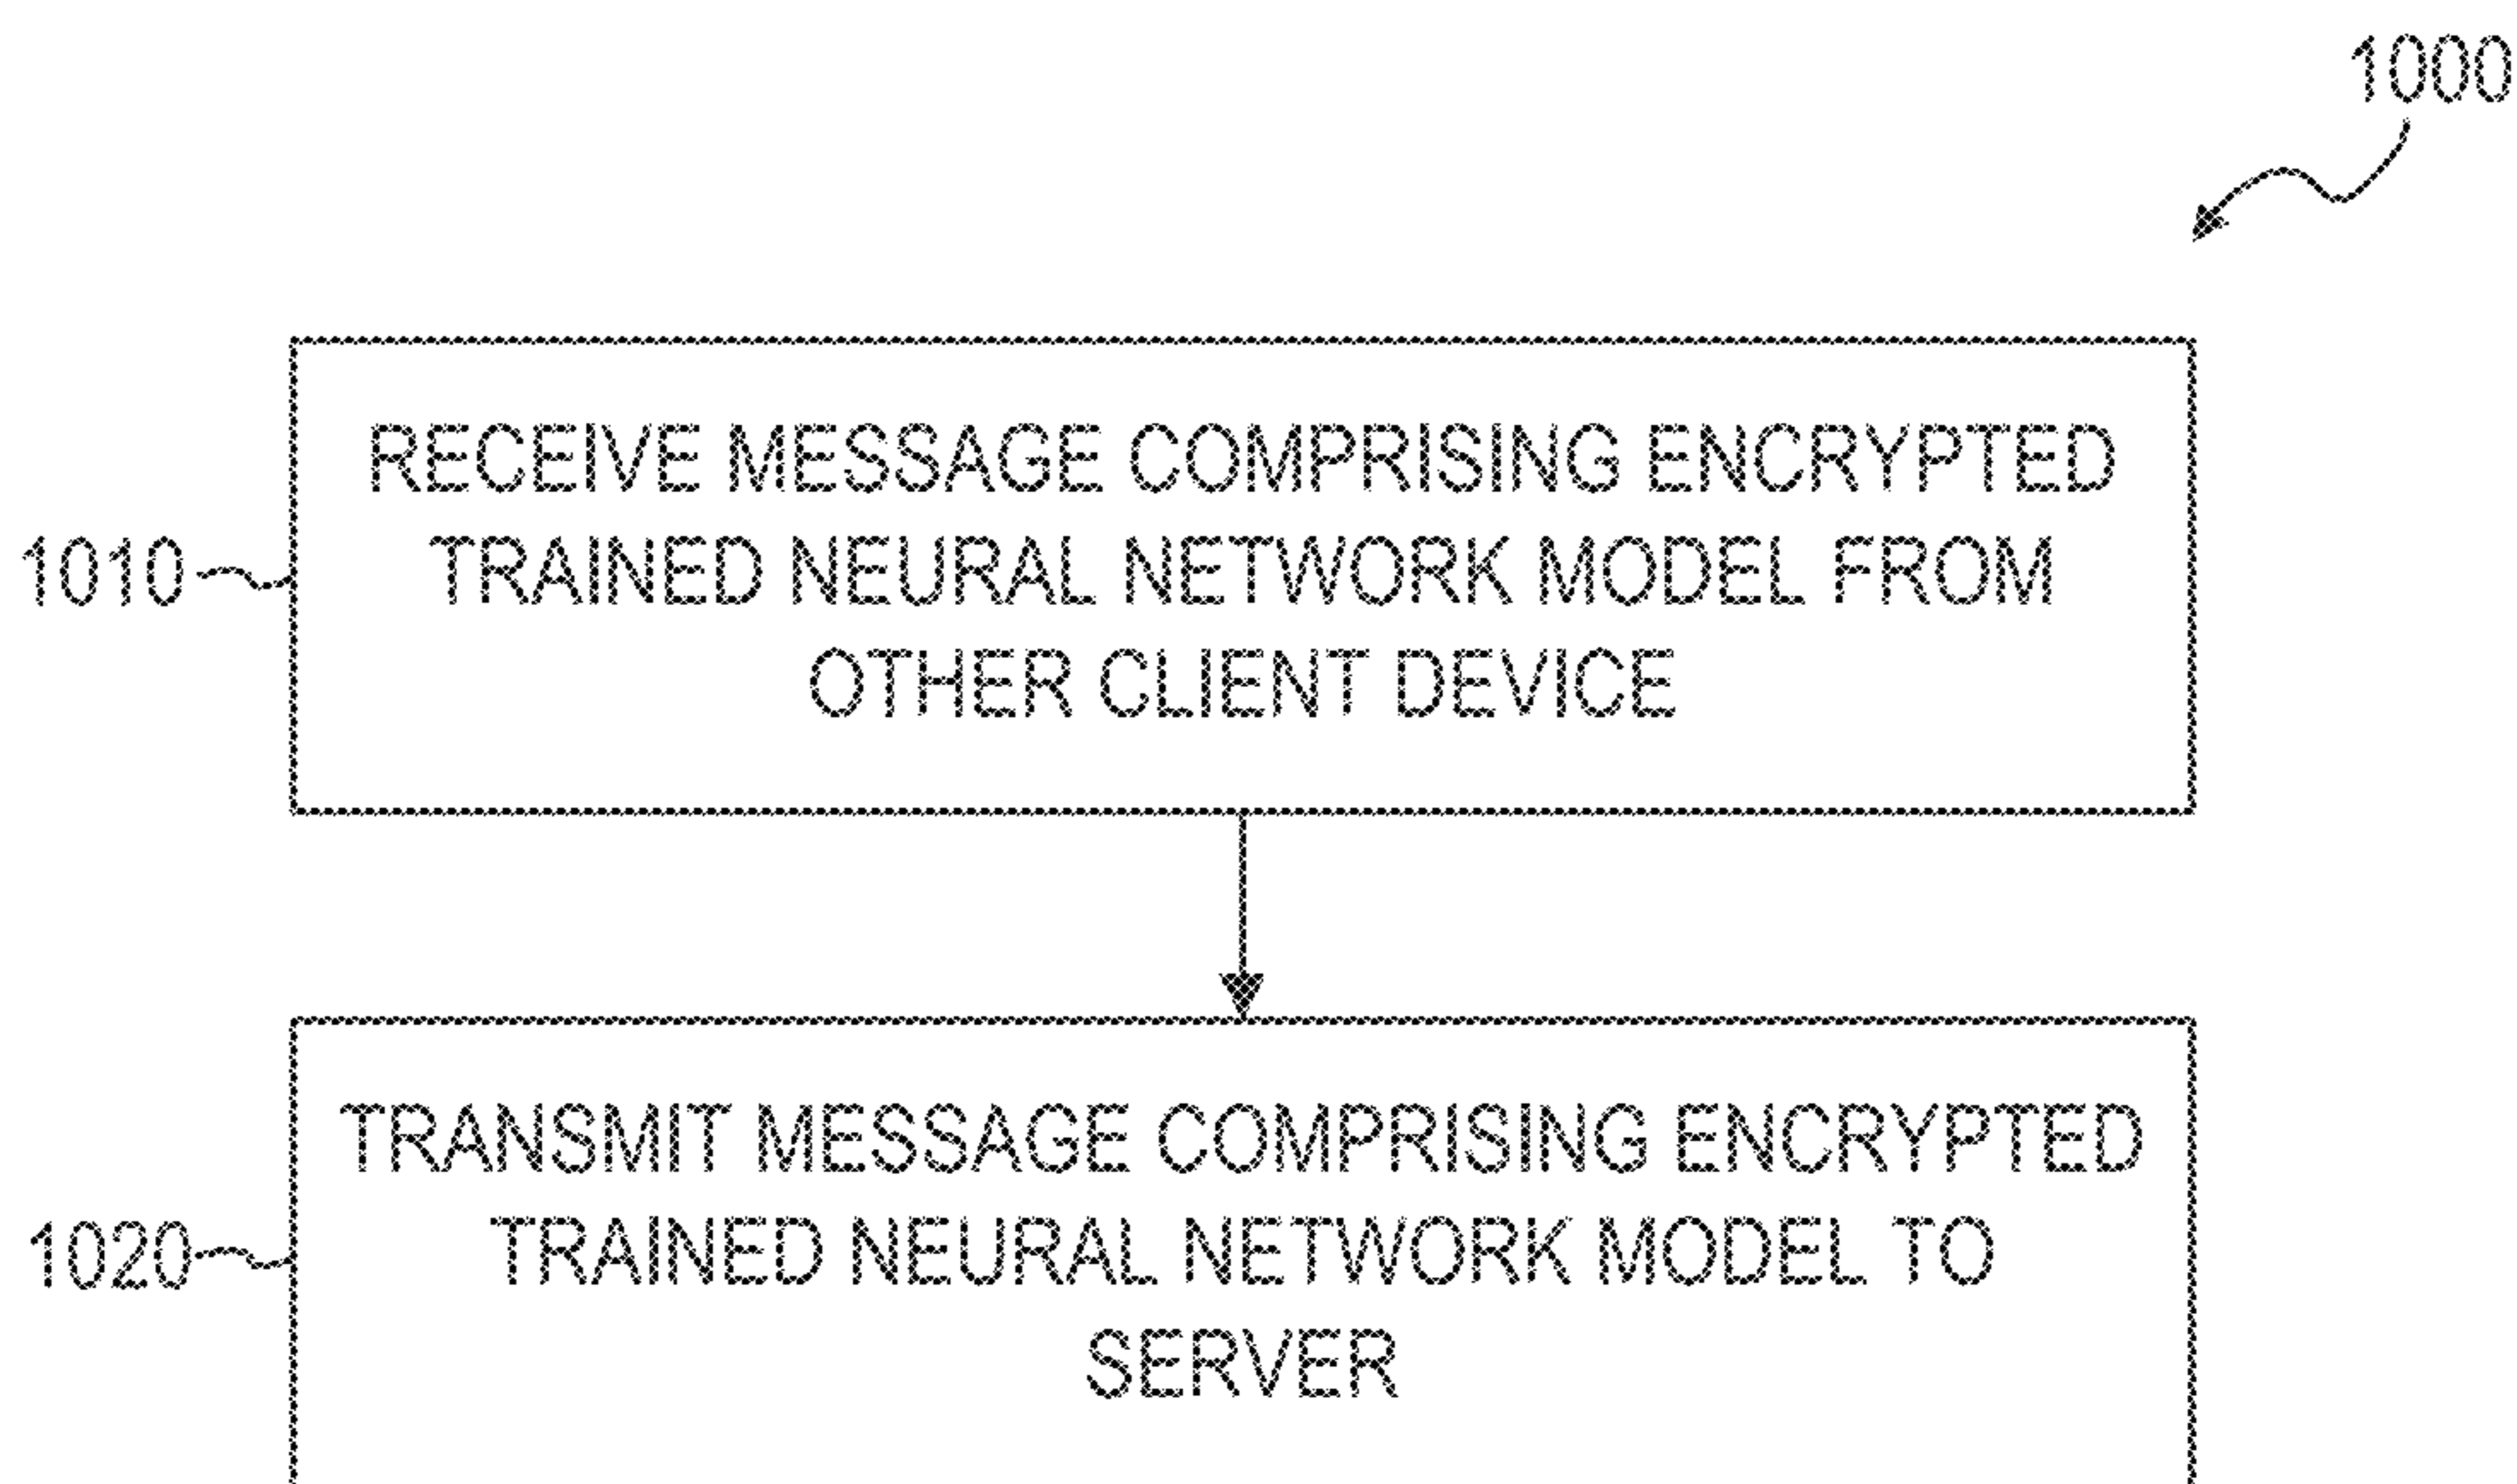 1000
RECEIVE MESSAGE COMPRISING ENCRYPTED
TRAINED NEURAL NETWORK MODEL FROM
OTHER CLIENT DEVICE
1010
TRANSMIT MESSAGE COMPRISING ENCRYPTED
TRAINED NEURAL NETWORK MODEL TO
SERVER
1020